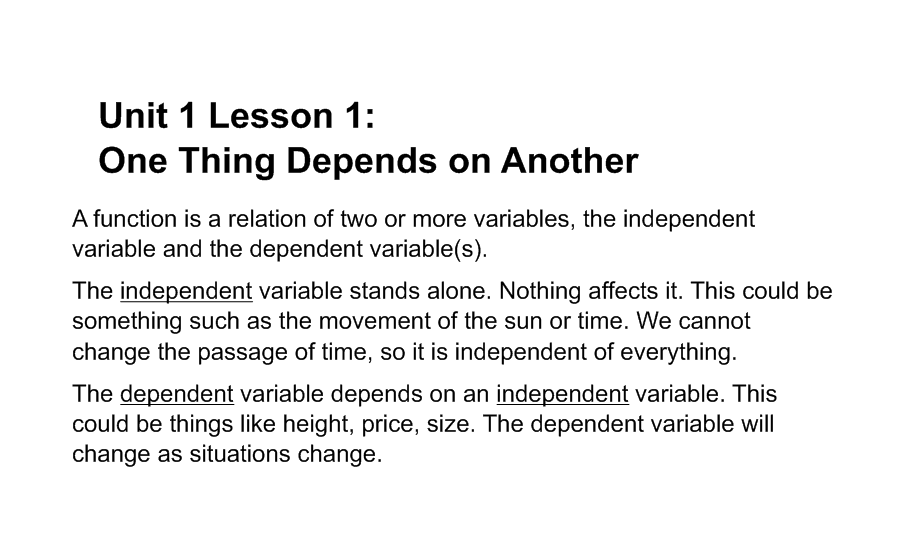 Unit 1 Lesson 1:
One Thing Depends on Another
A function is a relation of two or more variables, the independent
variable and the dependent variable(s).
The independent variable stands alone. Nothing affects it. This could be
something such as the movement of the sun or time. We cannot
change the passage of time, so it is independent of everything.
The dependent variable depends on an independent variable. This
could be things like height, price, size. The dependent variable will
change as situations change.